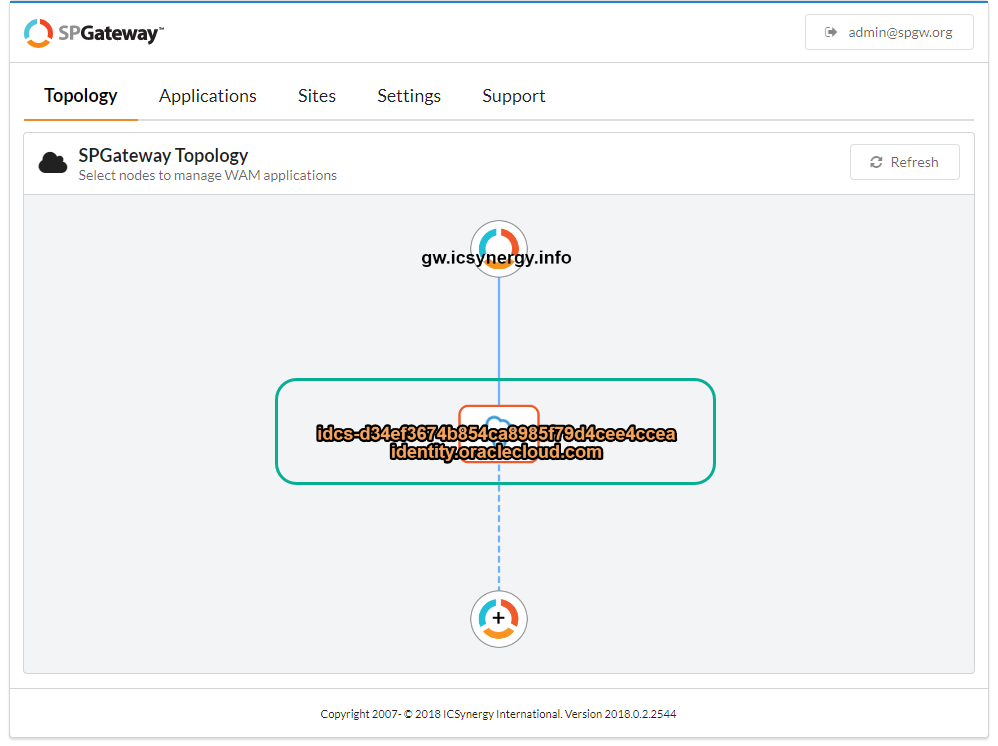 SPGateway™
admin@spgw.org
Topology
Applications
Sites
Settings
Support
SPGateway Topology
Select nodes to manage WAM applications
Refresh
gw.icsynergy.info
idcs-d34ef3674b854ca8985f79d4cee4ccea
identity.oraclecloud.com
+
Copyright 2007- © 2018 ICSynergy International. Version 2018.0.2.2544